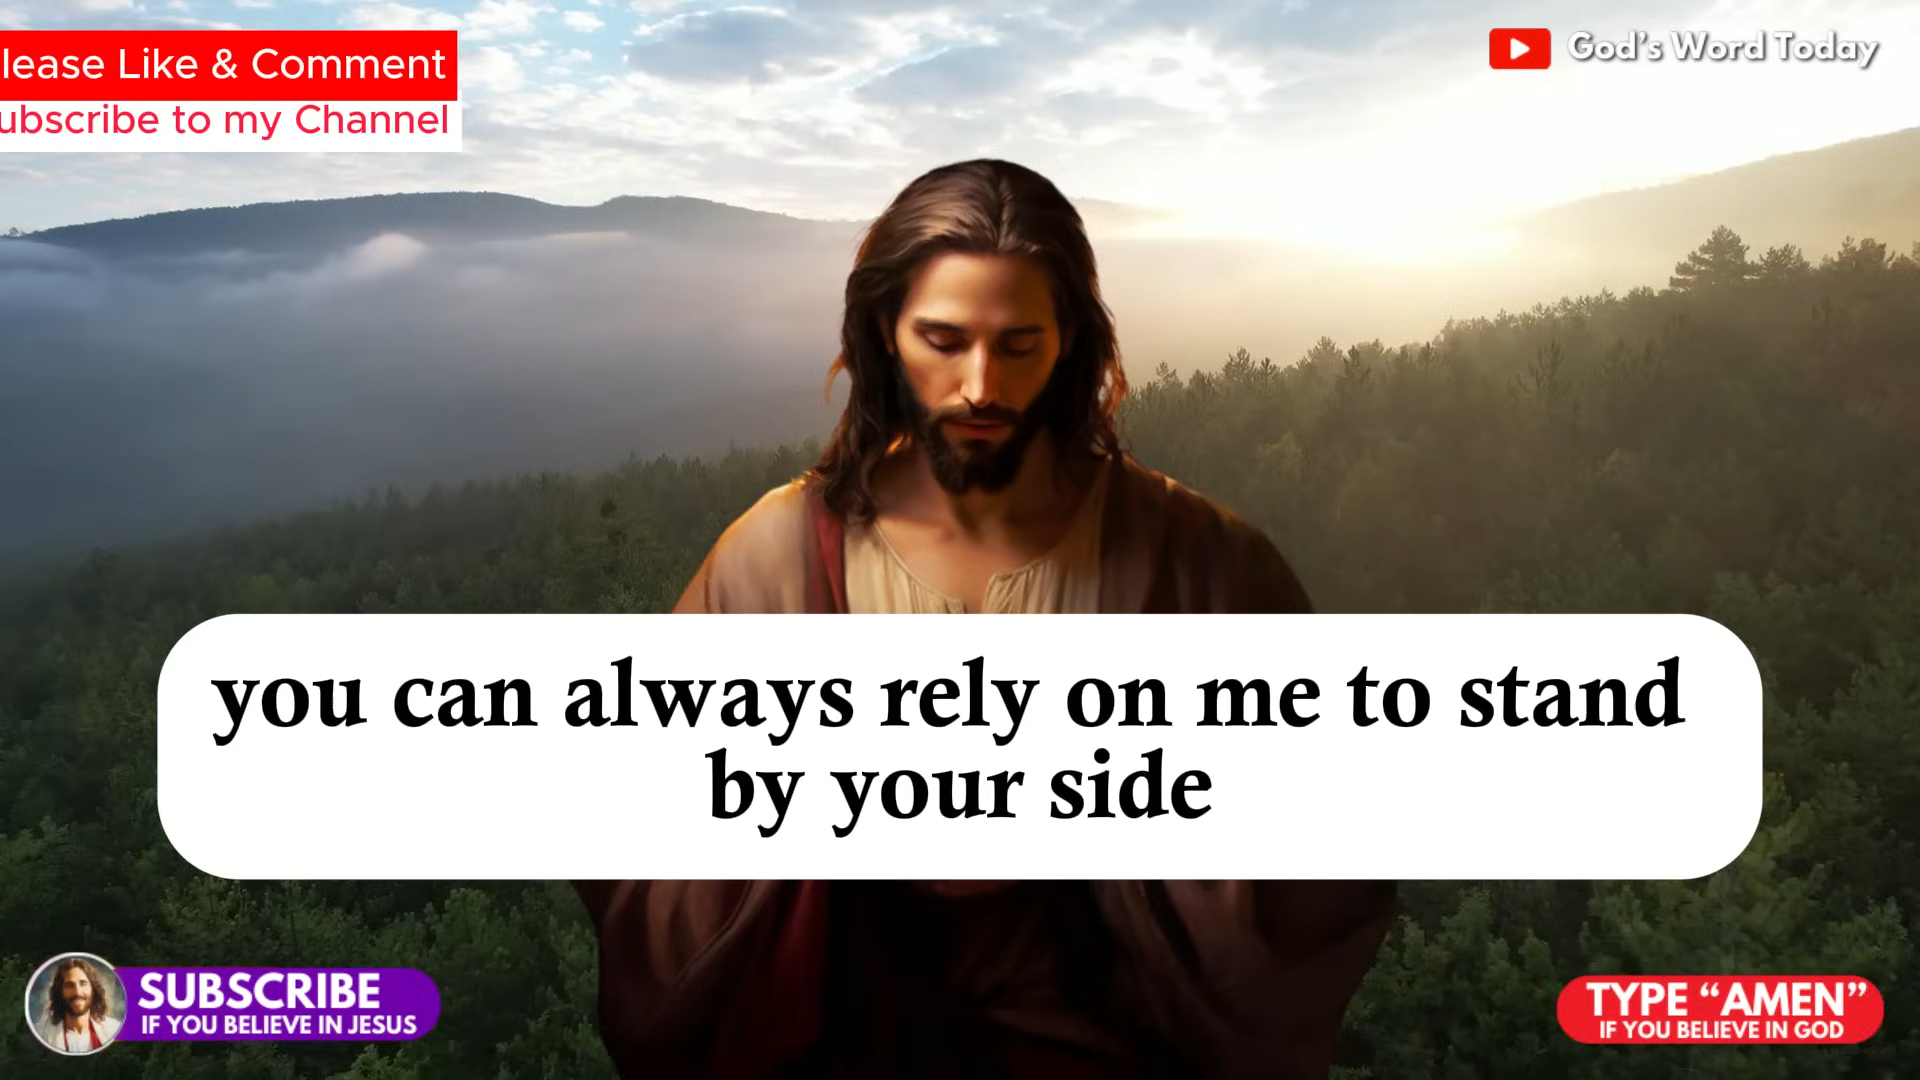 lease Like & Comment
ubscribe to my Channel
God's Word Today
you can always rely on me to stand
by your side
SUBSCRIBE
IF YOU BELIEVE IN JESUS
TYPE “AMEN”
IF YOU BELIEVE IN GOD